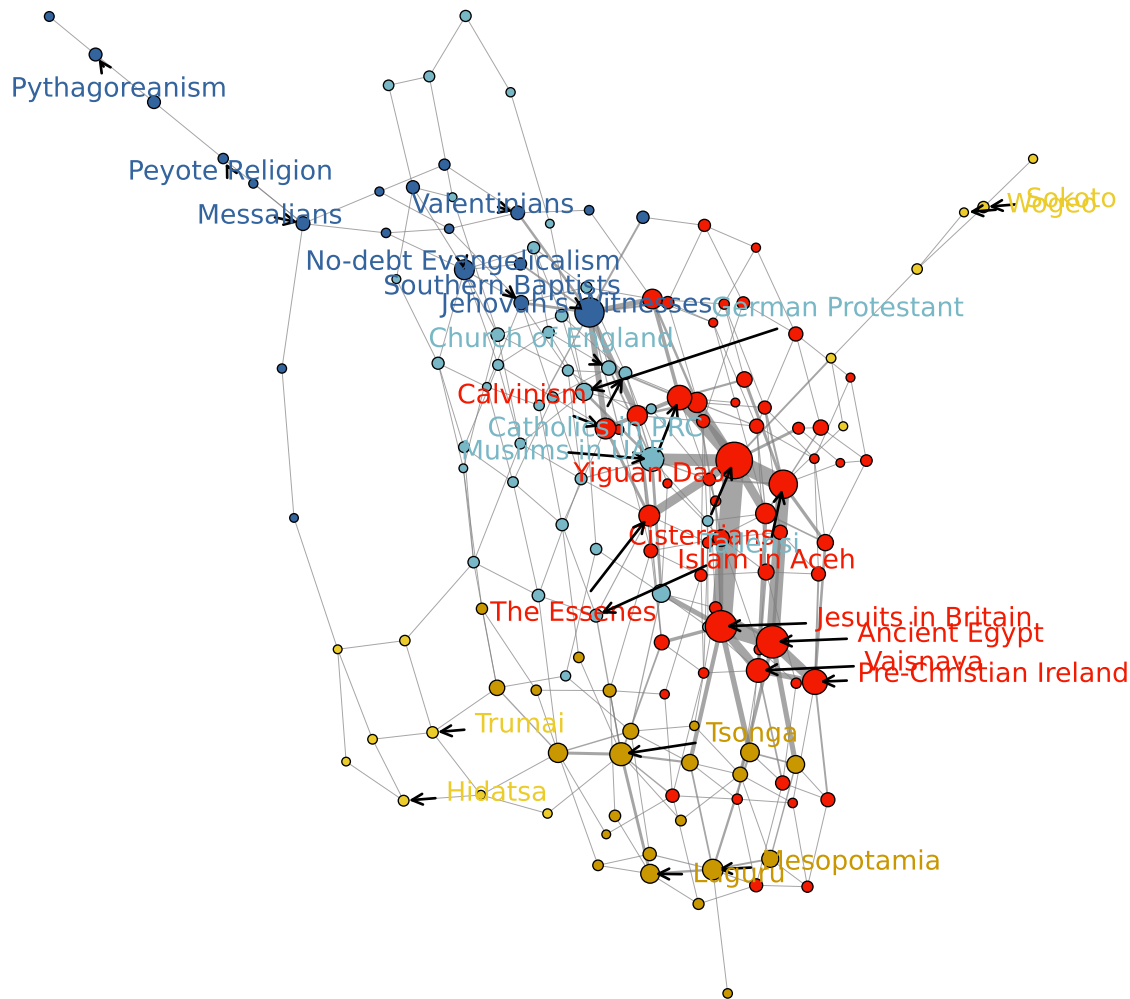 Pythagoreanism
Peyote Religion
Messalians
Valentinians
Sokoto
Wogeo
No-debt Evangelicalism
Southern Baptists
Jehovah's Witnesses
German Protestant
Church of England
Calvinism
Catholics in PRC
Muslims in UAE
Yiguan Dao
Cistercians
Tallensi
Islam in Aceh
The Essenes
Jesuits in Britain
Ancient Egypt
Vaisnava
Pre-Christian Ireland
Trumai
Tsonga
Hidatsa
Mesopotamia
Luguru